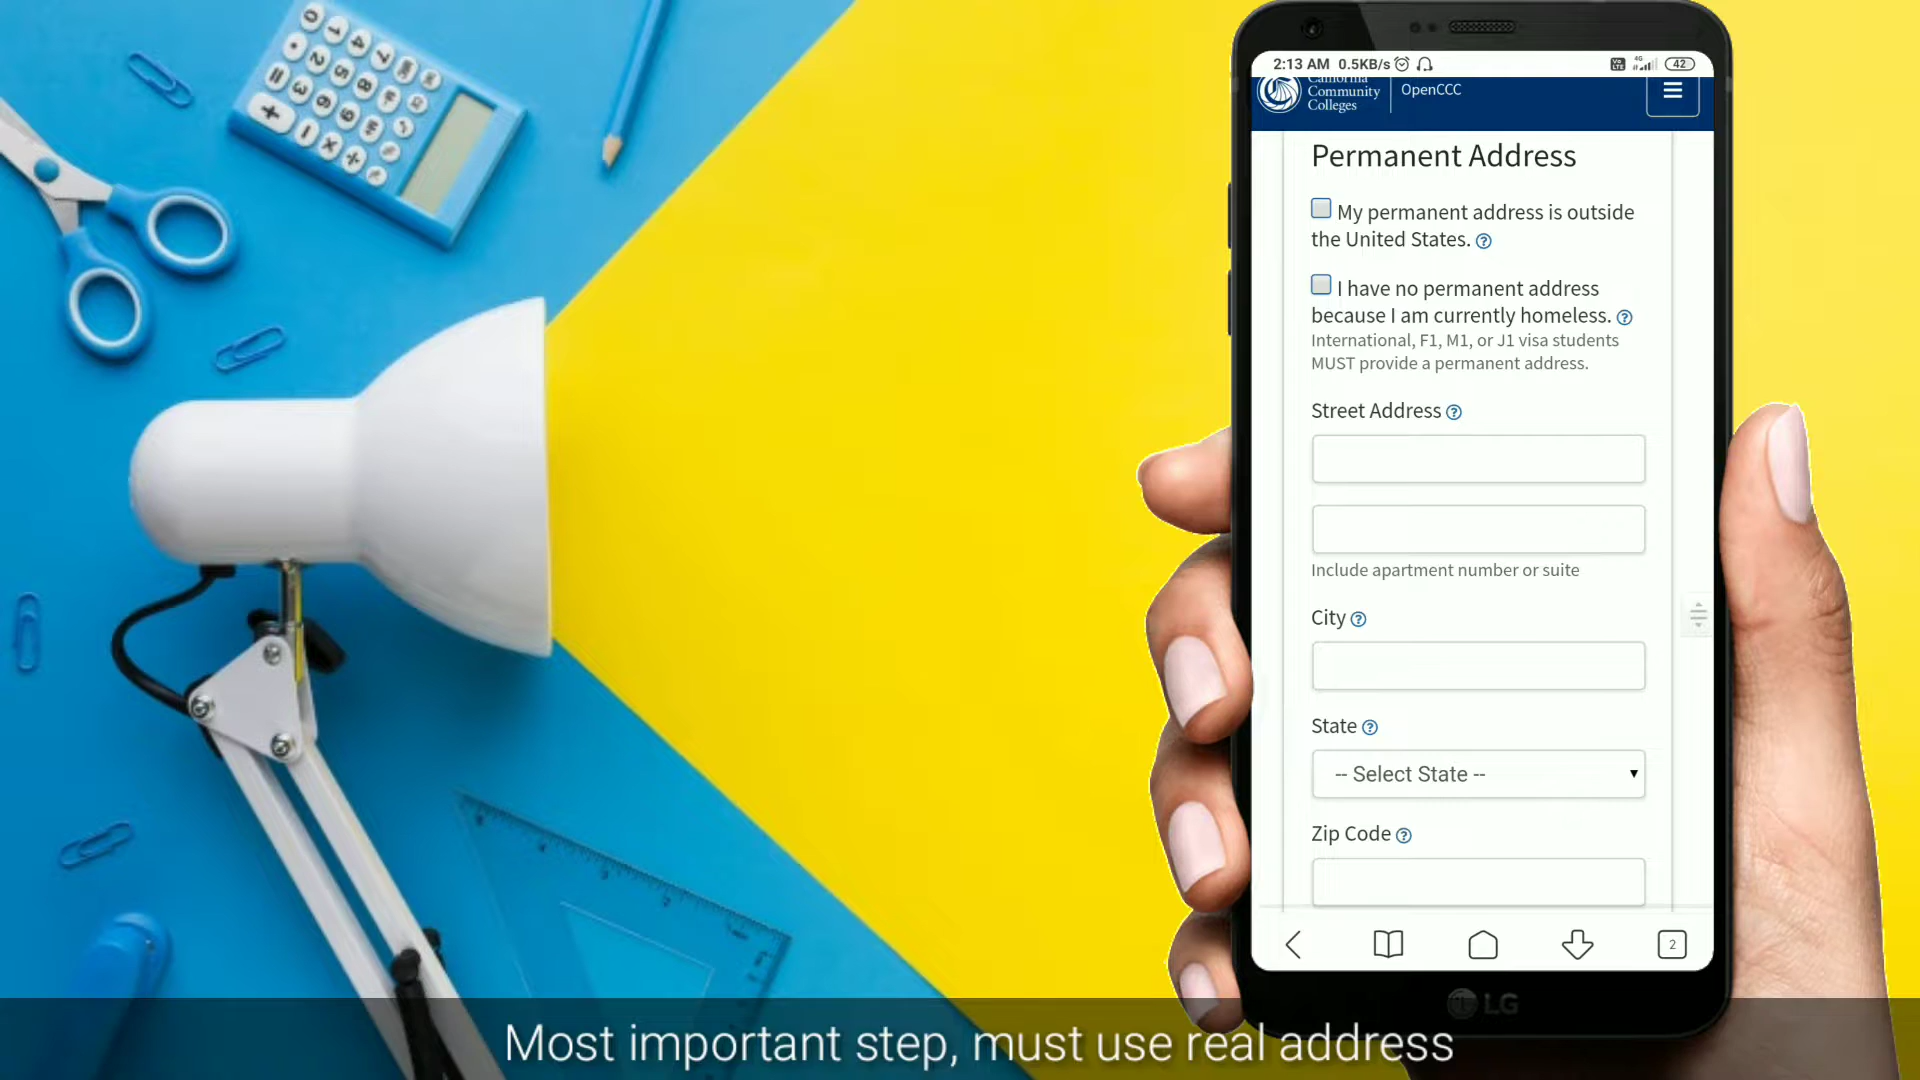 2:13 AM 0.5KB/s
42
California
Community
Colleges
OpenCCC
Permanent Address
My permanent address is outside
the United States.
I have no permanent address
because I am currently homeless.
International, F1, M1, or J1 visa students
MUST provide a permanent address.
Street Address
Include apartment number or suite
City
State
-- Select State --
Zip Code
2
LG
Most important step, must use real address